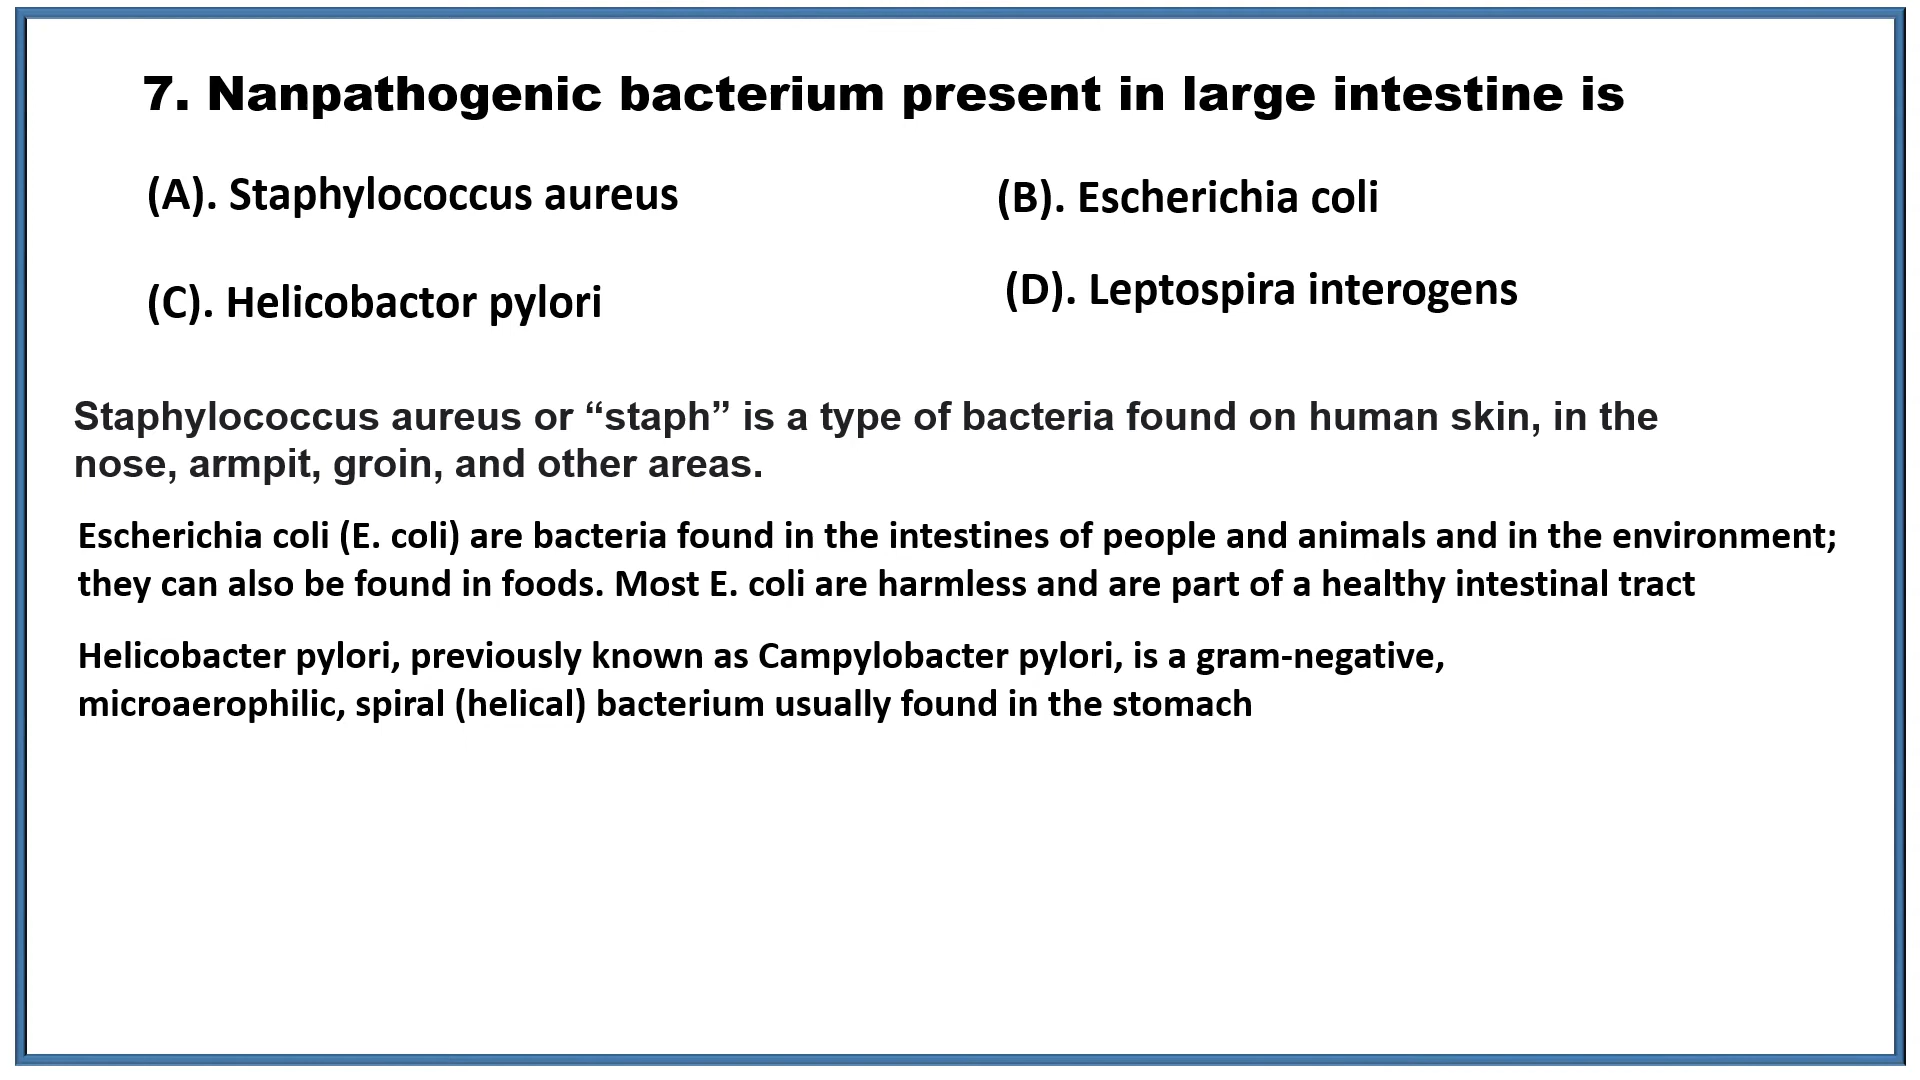 7. Nanpathogenic bacterium present in large intestine is
(A). Staphylococcus aureus
(B). Escherichia coli
(C). Helicobactor pylori
(D). Leptospira interogens
Staphylococcus aureus or “staph” is a type of bacteria found on human skin, in the
nose, armpit, groin, and other areas.
Escherichia coli (E. coli) are bacteria found in the intestines of people and animals and in the environment;
they can also be found in foods. Most E. coli are harmless and are part of a healthy intestinal tract
Helicobacter pylori, previously known as Campylobacter pylori, is a gram-negative,
microaerophilic, spiral (helical) bacterium usually found in the stomach